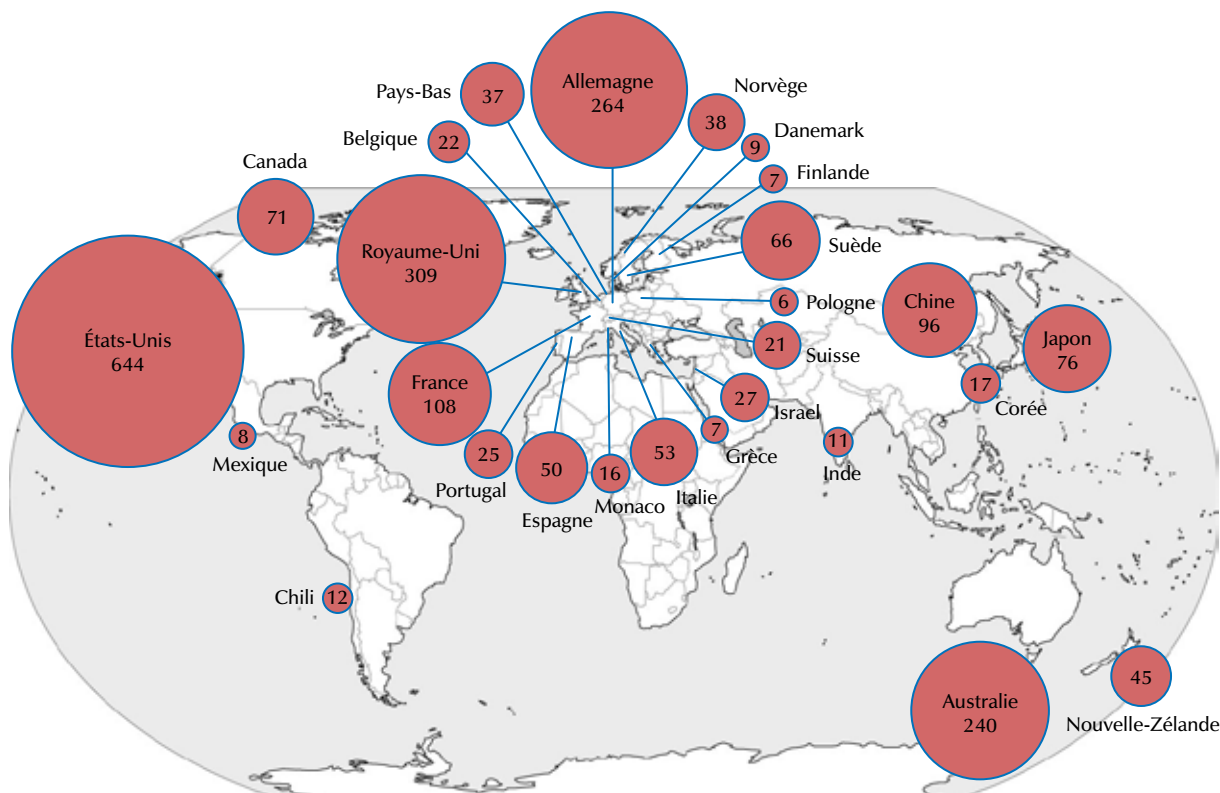 Allemagne
264
Norvège
38
Pays-Bas
37
Danemark
9
Belgique
22
Canada
71
Finlande
7
Royaume-Uni
309
Suède
66
Pologne
6
Chine
96
États-Unis
644
Suisse
21
Japon
76
France
108
Corée
17
Israel
27
Mexique
8
Grèce
7
Inde
11
Portugal
25
Espagne
50
Monaco
16
Italie
53
Chili
12
Australie
240
Nouvelle-Zélande
45